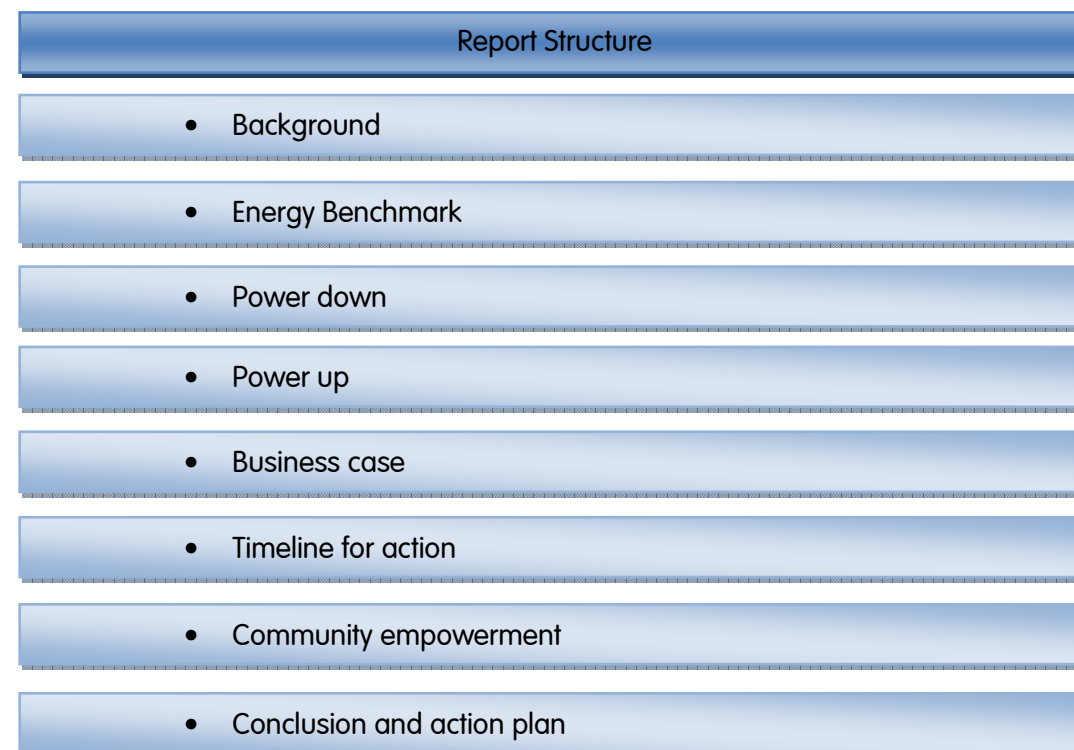 Report Structure
• Background
• Energy Benchmark
• Power down
• Power up
• Business case
• Timeline for action
• Community empowerment
• Conclusion and action plan